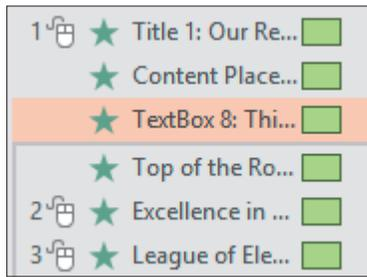 1 Title 1: Our Re...
Content Place...
TextBox 8: Thi...
Top of the Ro...
2 Excellence in ...
3 League of Ele...